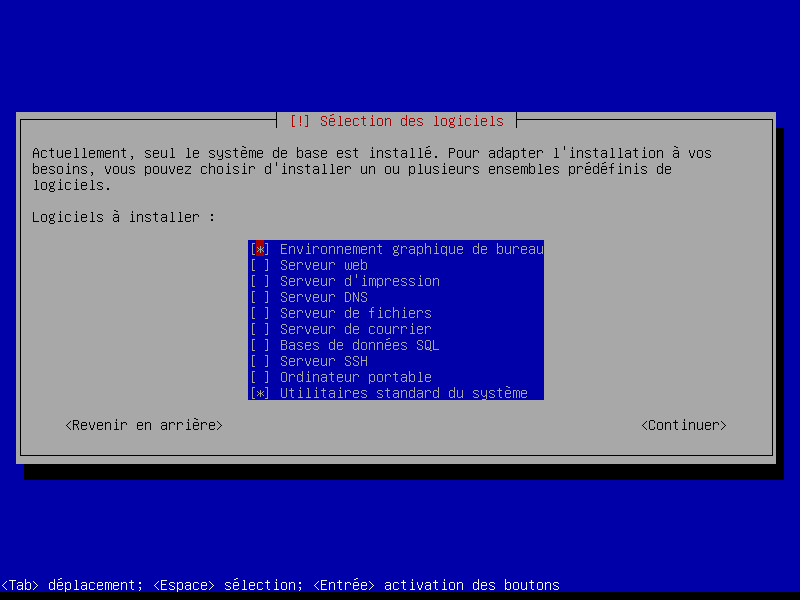 [!] Sélection des logiciels
Actuellement, seul le système de base est installé. Pour adapter l'installation à vos
besoins, vous pouvez choisir d'installer un ou plusieurs ensembles prédéfinis de
logiciels.
Logiciels à installer :
[*] Environnement graphique de bureau
[ ] Serveur web
[ ] Serveur d'impression
[ ] Serveur DNS
[ ] Serveur de fichiers
[ ] Serveur de courrier
[ ] Bases de données SQL
[ ] Serveur SSH
[ ] Ordinateur portable
[*] Utilitaires standard du système
<Revenir en arrière> <Continuer>
<Tab> déplacement; <Espace> sélection; <Entrée> activation des boutons